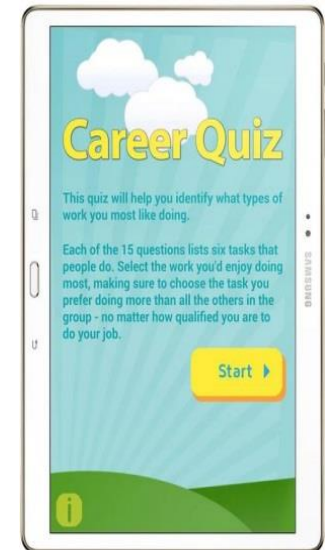 Career Quiz
This quiz will help you identify what types of
work you most like doing.
Each of the 15 questions lists six tasks that
people do. Select the work you'd enjoy doing
most, making sure to choose the task you
prefer doing more than all the others in the
group - no matter how qualified you are to
do your job.
Start
i
SAMSUNG